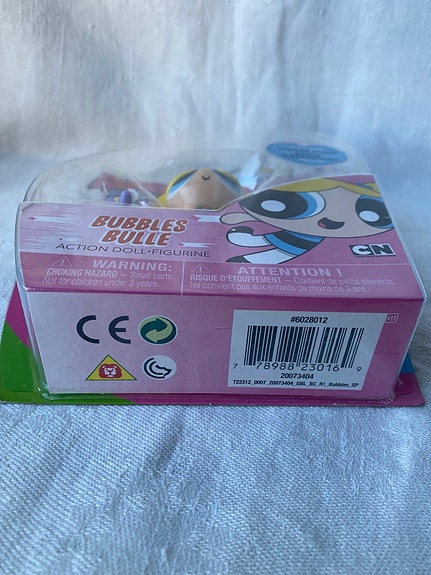 BUBBLES
BULLE
ACTION DOLL•FIGURINE
CN
WARNING:
CHOKING HAZARD – Small parts.
Not for children under 3 years.
ATTENTION !
RISQUE D'ÉTOUFFEMENT – Contient de petits éléments.
Ne convient pas aux enfants de moins de 3 ans.
CE
#6028012
7 78988 23016 9
20073404
T22312_0007_20073404_GBL_BC_R1_Bubbles_SP